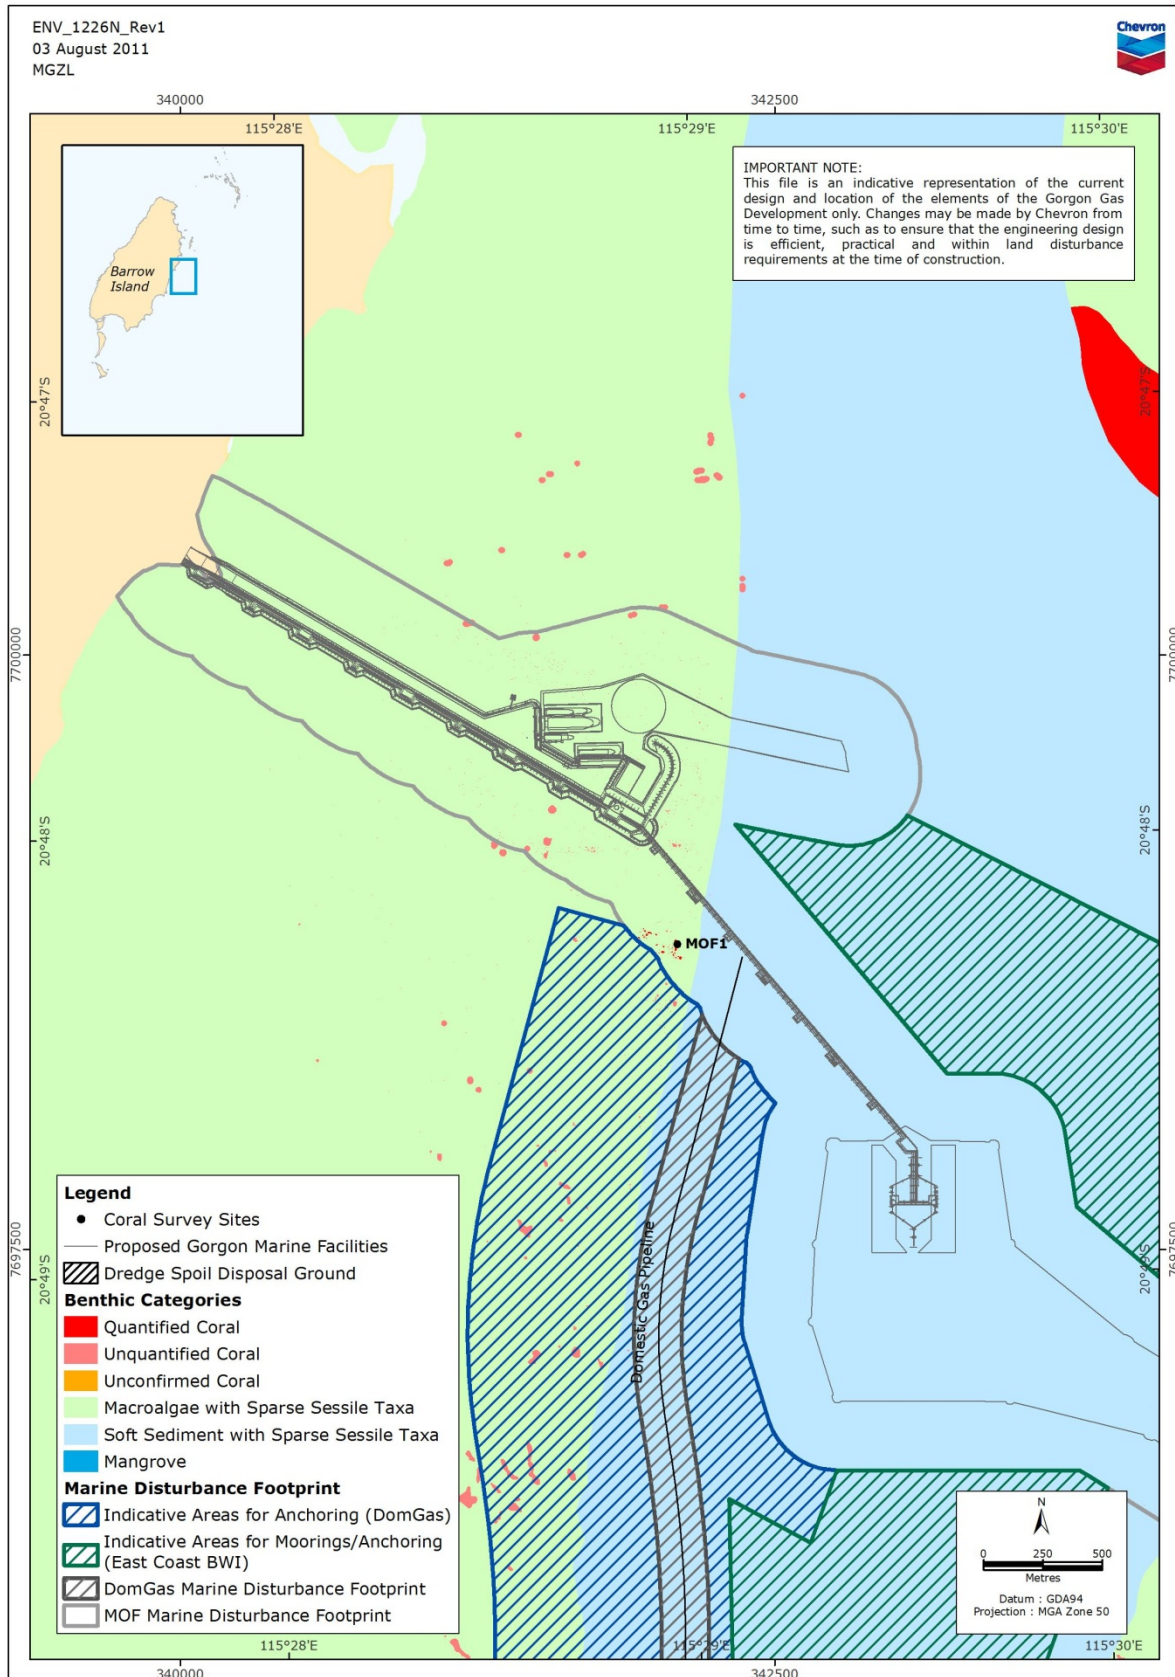 ENV_1226N_Rev1
03 August 2011
MGZL
Chevron
340000
342500
115°28'E
115°29'E
115°30'E
IMPORTANT NOTE:
This file is an indicative representation of the current
design and location of the elements of the Gorgon Gas
Development only. Changes may be made by Chevron from
time to time, such as to ensure that the engineering design
is efficient, practical and within land disturbance
requirements at the time of construction.
Barrow
Island
20°47'S
20°47'S
7700000
7700000
20°48'S
20°48'S
MOF1
Domestic Gas Pipeline
7697500
7697500
20°49'S
20°49'S
Legend
Coral Survey Sites
Proposed Gorgon Marine Facilities
Dredge Spoil Disposal Ground
Benthic Categories
Quantified Coral
Unquantified Coral
Unconfirmed Coral
Macroalgae with Sparse Sessile Taxa
Soft Sediment with Sparse Sessile Taxa
Mangrove
Marine Disturbance Footprint
Indicative Areas for Anchoring (DomGas)
Indicative Areas for Moorings/Anchoring
(East Coast BWI)
DomGas Marine Disturbance Footprint
MOF Marine Disturbance Footprint
N
0 250 500
Metres
Datum : GDA94
Projection : MGA Zone 50
115°28'E
115°29'E
115°30'E
340000
342500